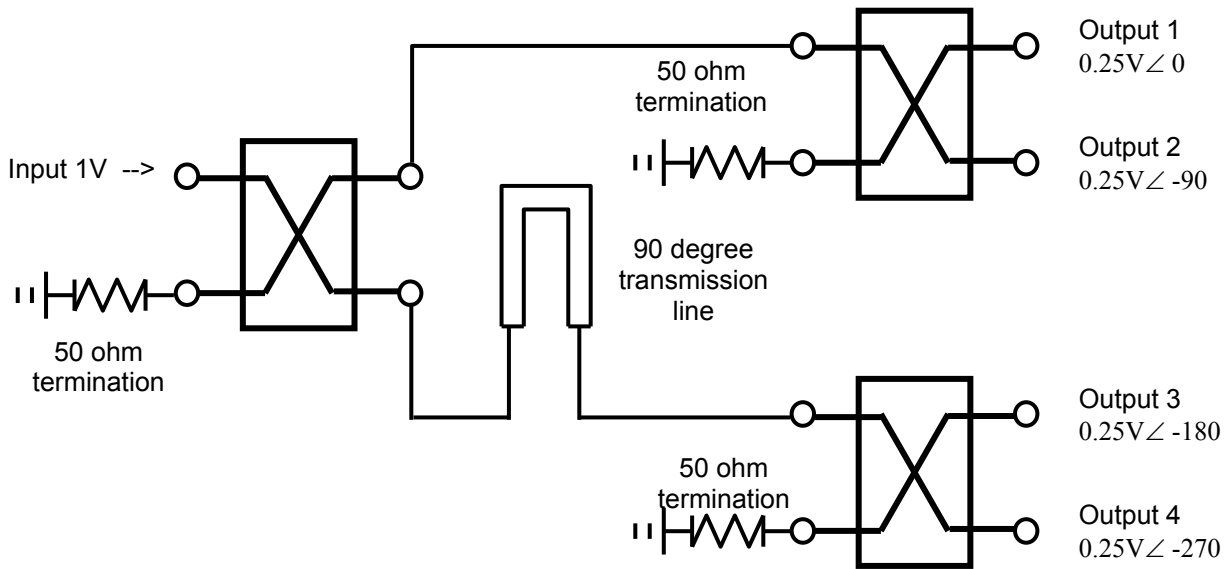 Output 1
0.25V∠ 0
50 ohm
termination
Output 2
0.25V∠ -90
Input 1V -->
90 degree
transmission
line
50 ohm
termination
Output 3
0.25V∠ -180
50 ohm
termination
Output 4
0.25V∠ -270